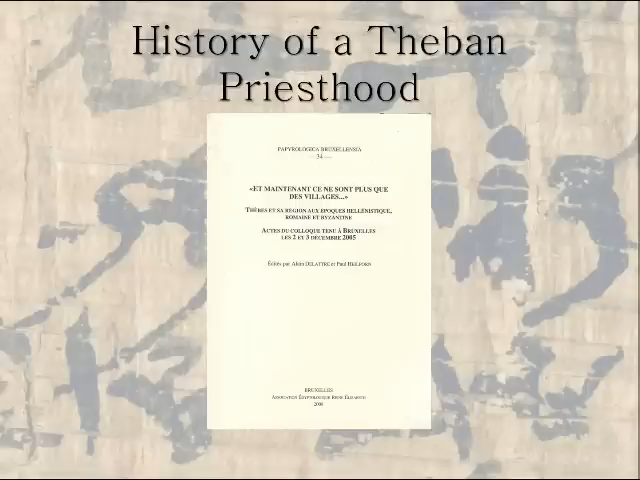 History of a Theban
Priesthood
PAPYROLOGICA BRUXELLENSIA
— 34 —
«ET MAINTENANT CE NE SONT PLUS QUE
DES VILLAGES...»
THÈBES ET SA RÉGION AUX ÉPOQUES HELLÉNISTIQUE,
ROMAINE ET BYZANTINE
ACTES DU COLLOQUE TENU À BRUXELLES
LES 2 ET 3 DÉCEMBRE 2005
Édités par Alain DELATTRE et Paul HEILPORN
BRUXELLES
ASSOCIATION ÉGYPTOLOGIQUE REINE ÉLISABETH
2008